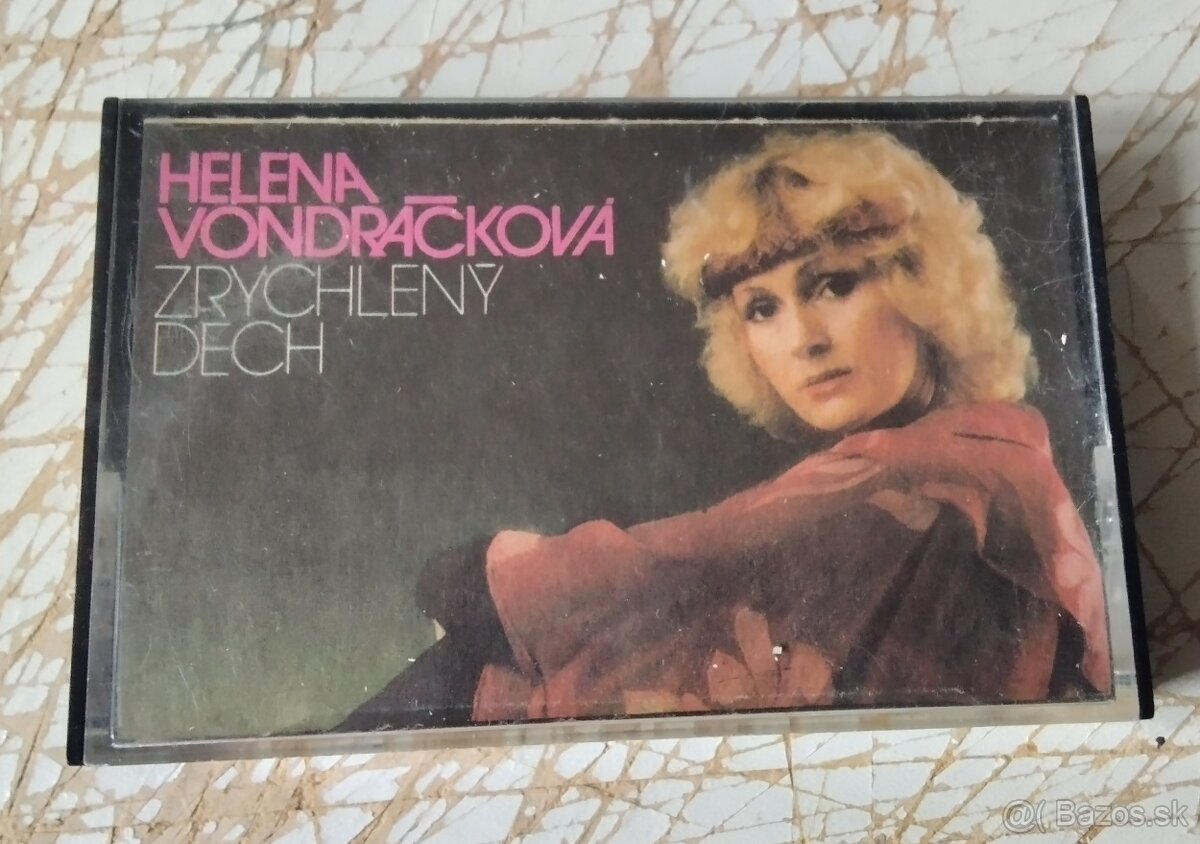 HELENA
VONDRÁČKOVÁ
ZRYCHLENÝ
DECH
@( Bazos.sk